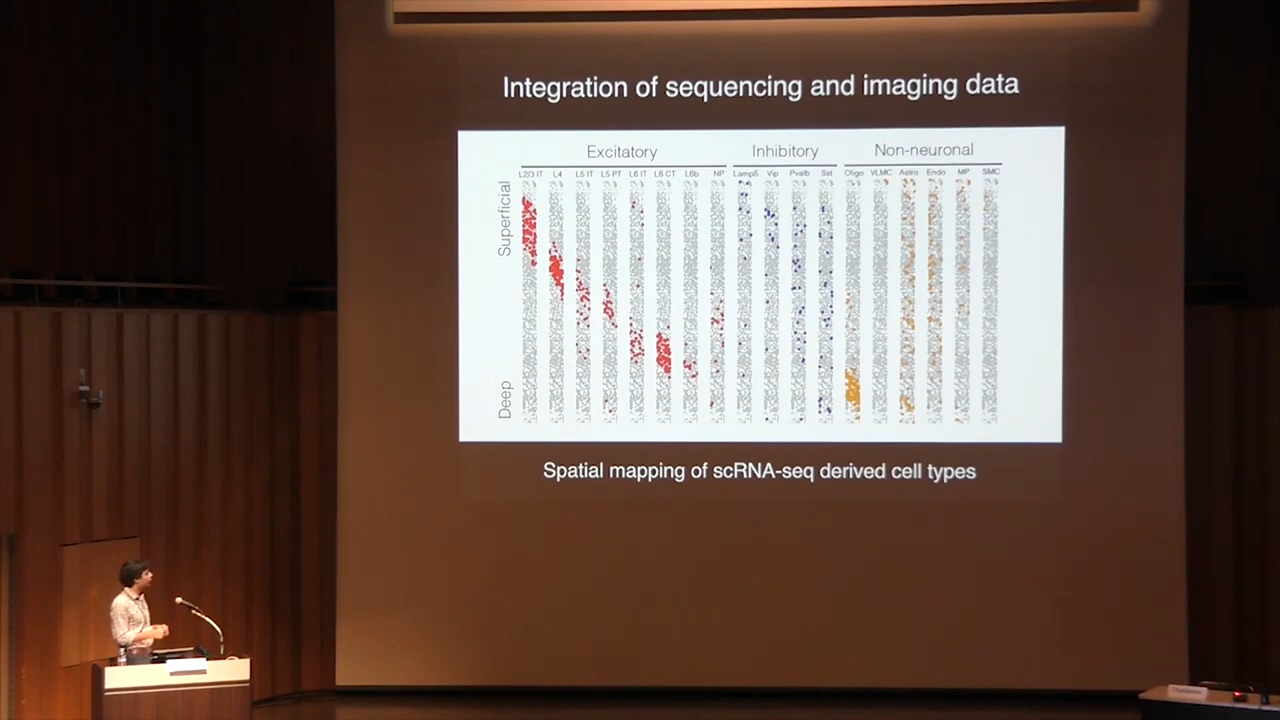 Integration of sequencing and imaging data
Excitatory Inhibitory Non-neuronal
L2/3 IT L4 L5 IT L5 PT L6 IT L6 CT L6b NP Lamp5 Vip Pvalb Sst Oligo VLMC Astro Endo MP SMC
Superficial
Deep
Spatial mapping of scRNA-seq derived cell types